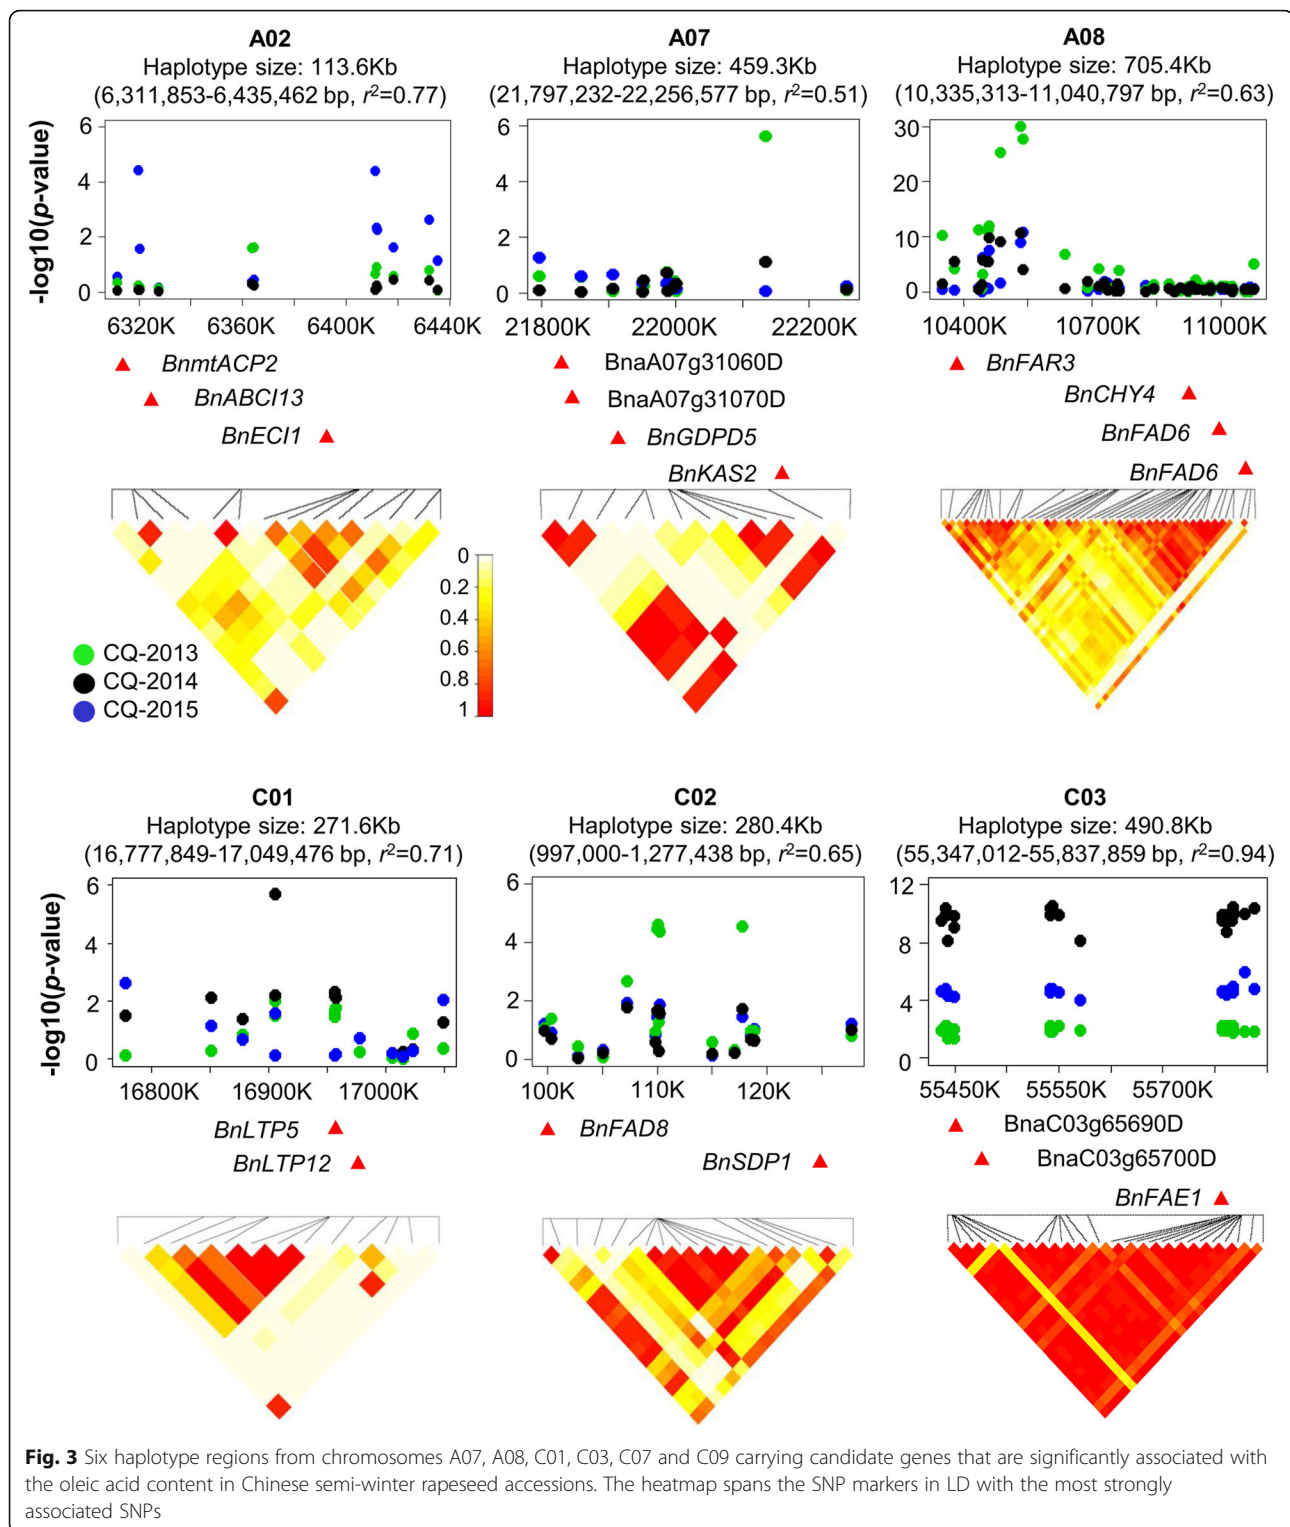 A02
Haplotype size: 113.6Kb
(6,311,853-6,435,462 bp, r²=0.77)
A07
Haplotype size: 459.3Kb
(21,797,232-22,256,577 bp, r²=0.51)
A08
Haplotype size: 705.4Kb
(10,335,313-11,040,797 bp, r²=0.63)
-log10(p-value)
6
4
2
0
6320K 6360K 6400K 6440K
6
4
2
0
21800K 22000K 22200K
30
20
10
0
10400K 10700K 11000K
BnmtACP2
BnABCI13
BnECI1
BnaA07g31060D
BnaA07g31070D
BnGDPD5
BnKAS2
BnFAR3
BnCHY4
BnFAD6
BnFAD6
0
0.2
0.4
0.6
0.8
1
CQ-2013
CQ-2014
CQ-2015
C01
Haplotype size: 271.6Kb
(16,777,849-17,049,476 bp, r²=0.71)
C02
Haplotype size: 280.4Kb
(997,000-1,277,438 bp, r²=0.65)
C03
Haplotype size: 490.8Kb
(55,347,012-55,837,859 bp, r²=0.94)
-log10(p-value)
6
4
2
0
16800K 16900K 17000K
6
4
2
0
100K 110K 120K
12
8
4
0
55450K 55550K 55700K
BnLTP5
BnLTP12
BnFAD8
BnSDP1
BnaC03g65690D
BnaC03g65700D
BnFAE1
Fig. 3 Six haplotype regions from chromosomes A07, A08, C01, C03, C07 and C09 carrying candidate genes that are significantly associated with
the oleic acid content in Chinese semi-winter rapeseed accessions. The heatmap spans the SNP markers in LD with the most strongly
associated SNPs